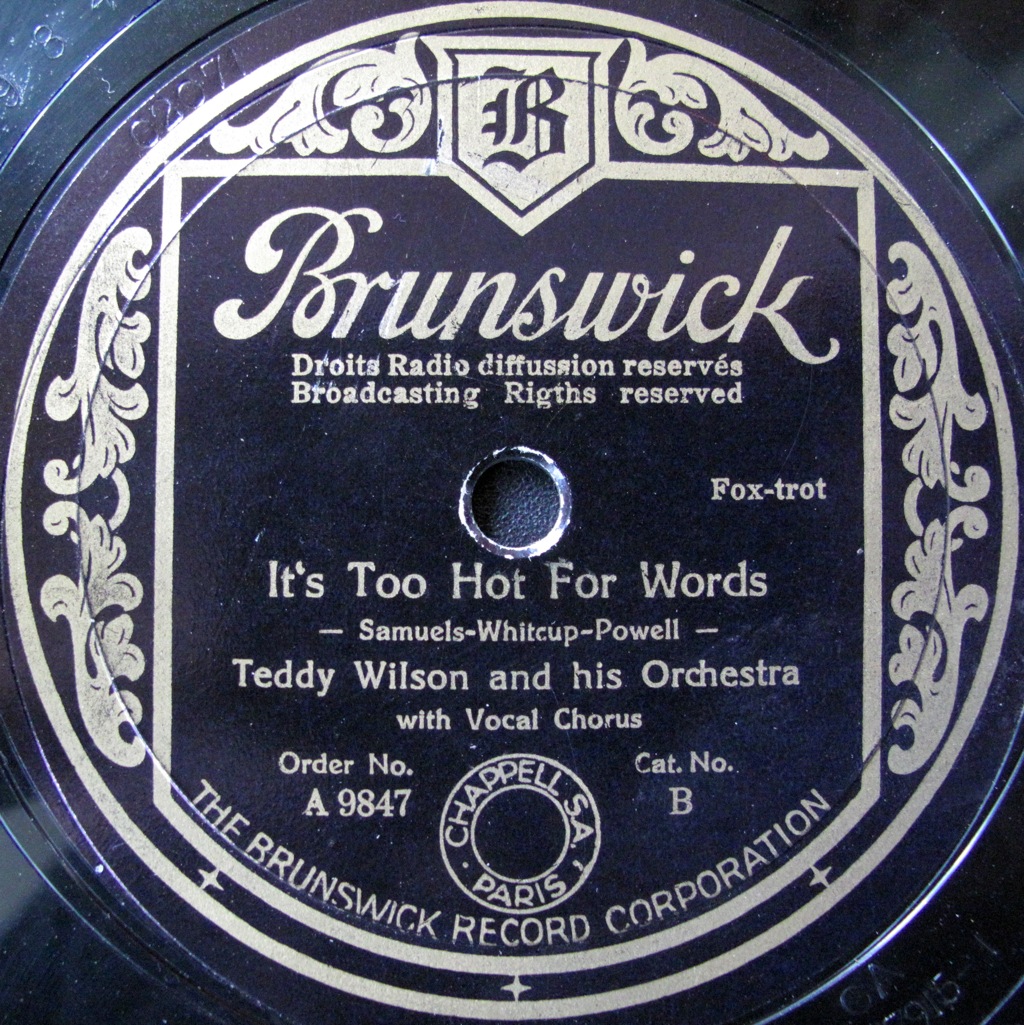 B
Brunswick
Droits Radio diffussion reservés
Broadcasting Rigths reserved
Fox-trot
It's Too Hot For Words
— Samuels-Whitcup-Powell —
Teddy Wilson and his Orchestra
with Vocal Chorus
Order No. Cat. No.
A 9847 B
CHAPPELL S.A.
· PARIS ·
THE BRUNSWICK RECORD CORPORATION